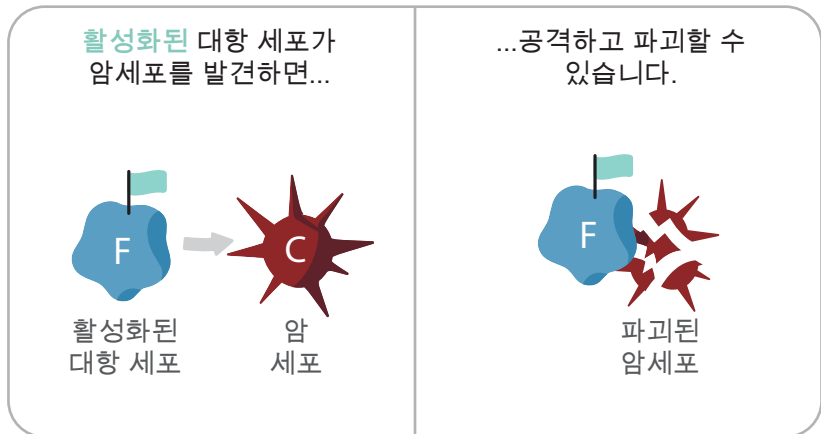 활성화된 대항 세포가
암세포를 발견하면...
F
C
활성화된
대항 세포
암
세포
...공격하고 파괴할 수
있습니다.
F
파괴된
암세포